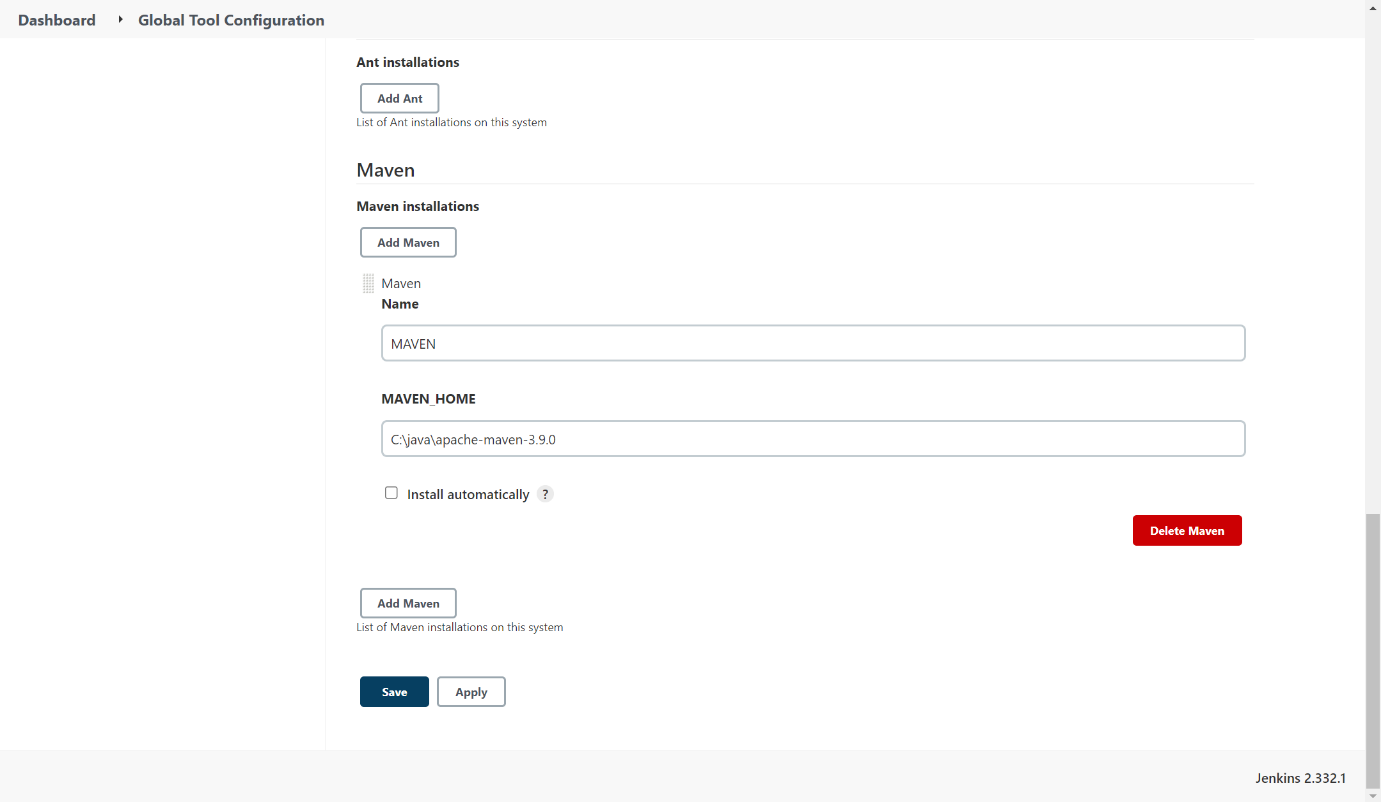 Dashboard Global Tool Configuration
Ant installations
Add Ant
List of Ant installations on this system
Maven
Maven installations
Add Maven
Maven
Name
MAVEN
MAVEN_HOME
C:\java\apache-maven-3.9.0
Install automatically ?
Delete Maven
Add Maven
List of Maven installations on this system
Save Apply
Jenkins 2.332.1